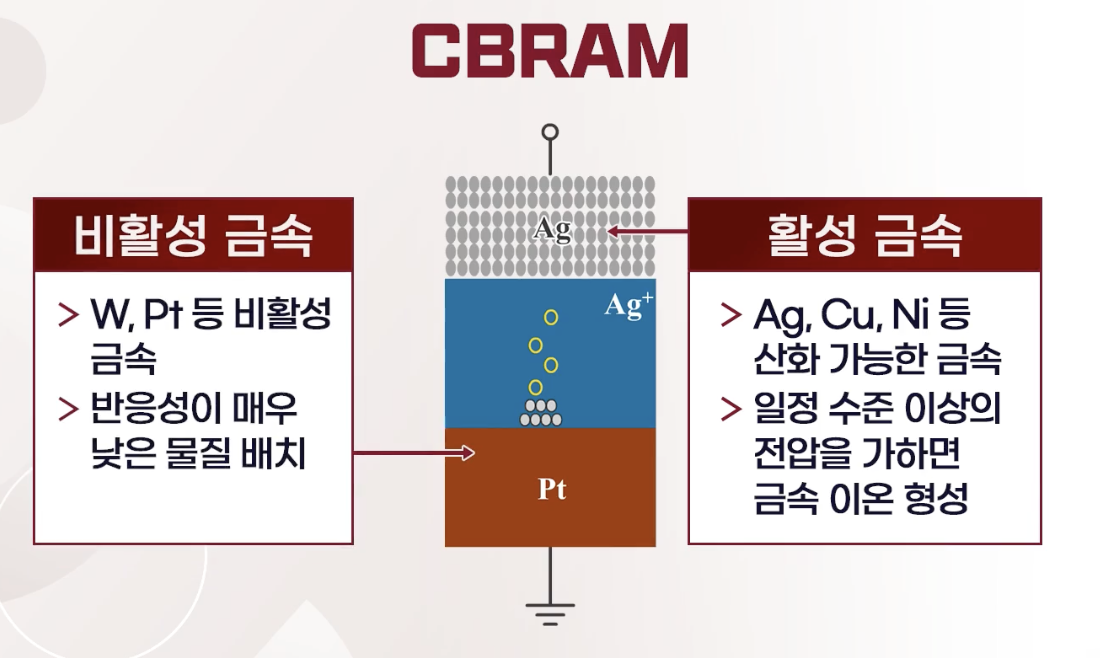 CBRAM
비활성 금속
> W, Pt 등 비활성
금속
> 반응성이 매우
낮은 물질 배치
Ag
Ag⁺
Pt
활성 금속
> Ag, Cu, Ni 등
산화 가능한 금속
> 일정 수준 이상의
전압을 가하면
금속 이온 형성